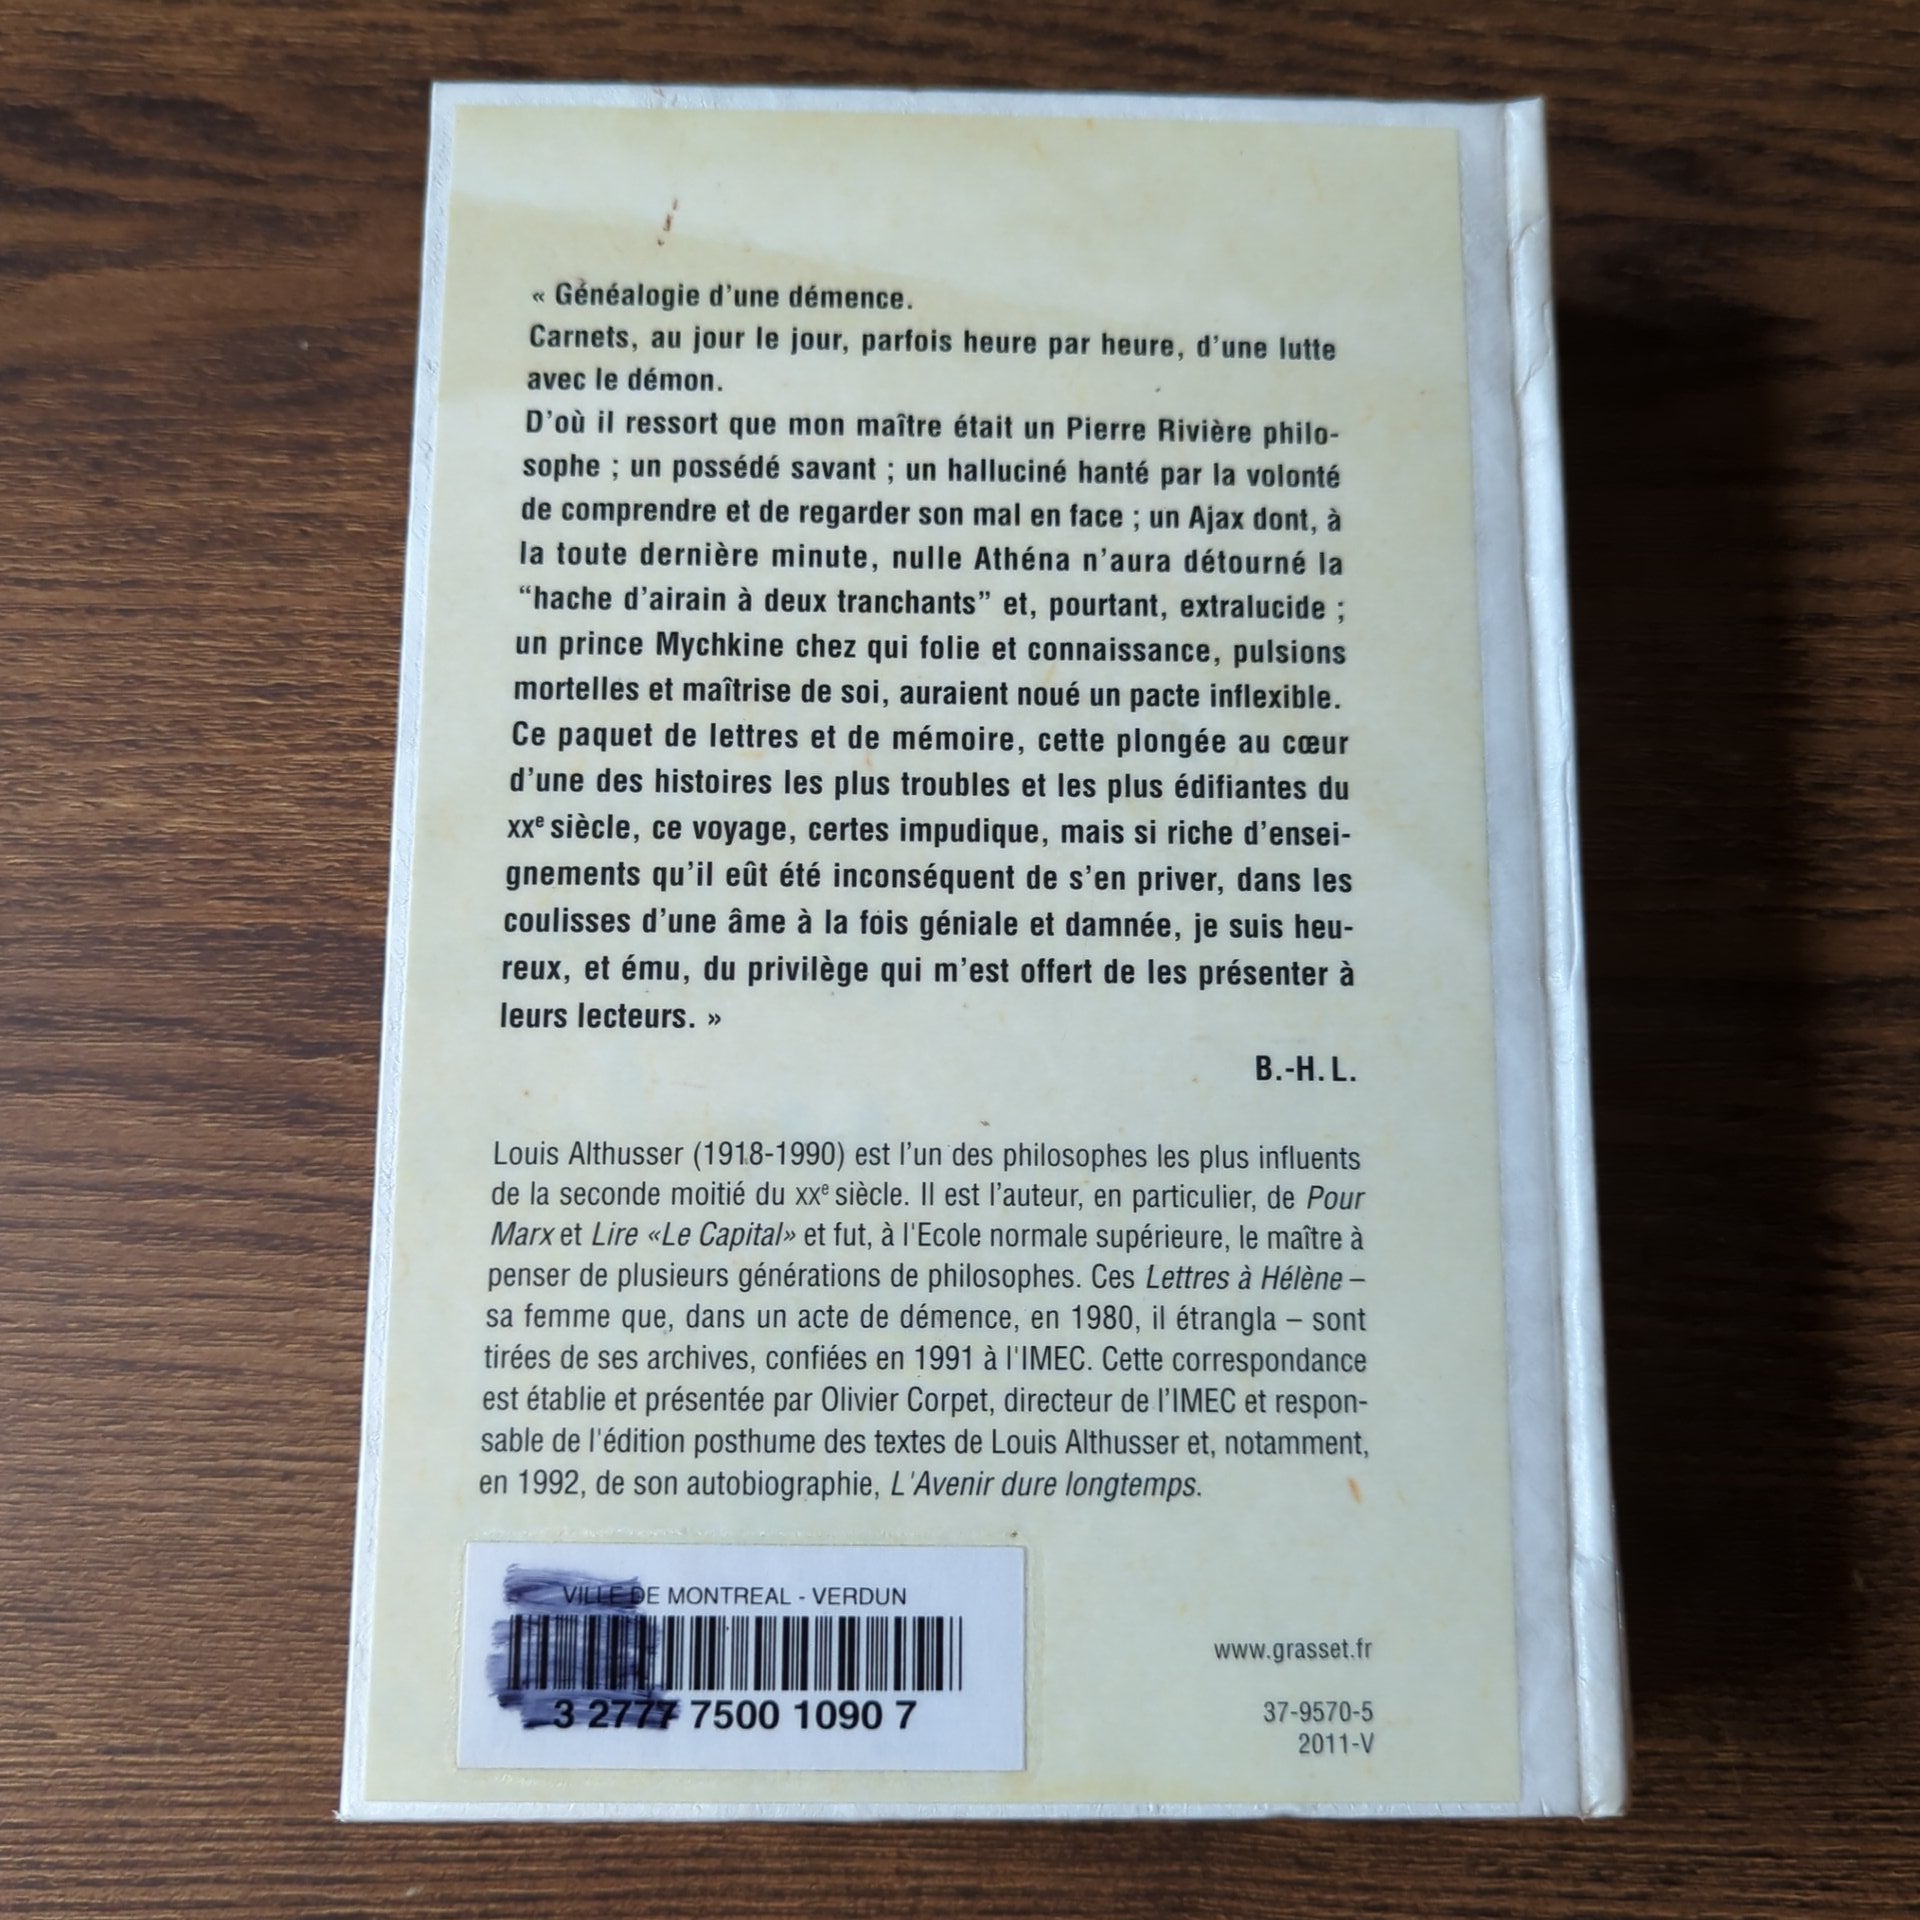 « Généalogie d'une démence.
Carnets, au jour le jour, parfois heure par heure, d'une lutte
avec le démon.
D'où il ressort que mon maître était un Pierre Rivière philo-
sophe ; un possédé savant ; un halluciné hanté par la volonté
de comprendre et de regarder son mal en face ; un Ajax dont, à
la toute dernière minute, nulle Athéna n'aura détourné la
“hache d'airain à deux tranchants” et, pourtant, extralucide ;
un prince Mychkine chez qui folie et connaissance, pulsions
mortelles et maîtrise de soi, auraient noué un pacte inflexible.
Ce paquet de lettres et de mémoire, cette plongée au cœur
d'une des histoires les plus troubles et les plus édifiantes du
XXe siècle, ce voyage, certes impudique, mais si riche d'ensei-
gnements qu'il eût été inconséquent de s'en priver, dans les
coulisses d'une âme à la fois géniale et damnée, je suis heu-
reux, et ému, du privilège qui m'est offert de les présenter à
leurs lecteurs. »
B.-H. L.
Louis Althusser (1918-1990) est l'un des philosophes les plus influents
de la seconde moitié du XXe siècle. Il est l'auteur, en particulier, de Pour
Marx et Lire «Le Capital» et fut, à l'Ecole normale supérieure, le maître à
penser de plusieurs générations de philosophes. Ces Lettres à Hélène –
sa femme que, dans un acte de démence, en 1980, il étrangla – sont
tirées de ses archives, confiées en 1991 à l'IMEC. Cette correspondance
est établie et présentée par Olivier Corpet, directeur de l'IMEC et respon-
sable de l'édition posthume des textes de Louis Althusser et, notamment,
en 1992, de son autobiographie, L'Avenir dure longtemps.
VILLE DE MONTREAL - VERDUN
3 2777 7500 1090 7
www.grasset.fr
37-9570-5
2011-V